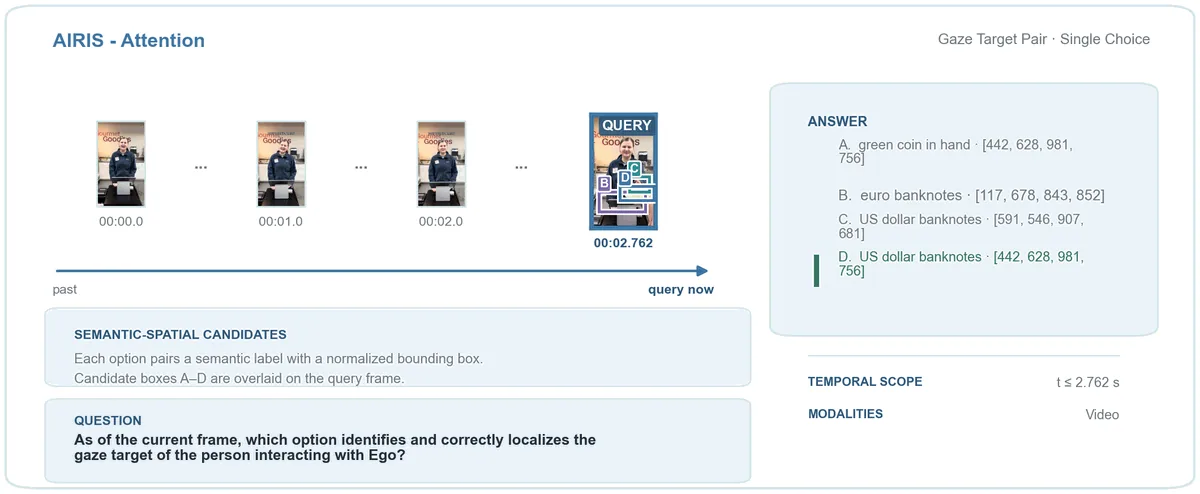 AIRIS - Attention
Gaze Target Pair · Single Choice
QUERY
Goodies
Goodies
Goodies
B
D
C
...
...
...
00:00.0
00:01.0
00:02.0
00:02.762
past
query now
SEMANTIC-SPATIAL CANDIDATES
Each option pairs a semantic label with a normalized bounding box.
Candidate boxes A–D are overlaid on the query frame.
QUESTION
As of the current frame, which option identifies and correctly localizes the
gaze target of the person interacting with Ego?
ANSWER
A. green coin in hand · [442, 628, 981,
756]
B. euro banknotes · [117, 678, 843, 852]
C. US dollar banknotes · [591, 546, 907,
681]
D. US dollar banknotes · [442, 628, 981,
756]
TEMPORAL SCOPE
t ≤ 2.762 s
MODALITIES
Video